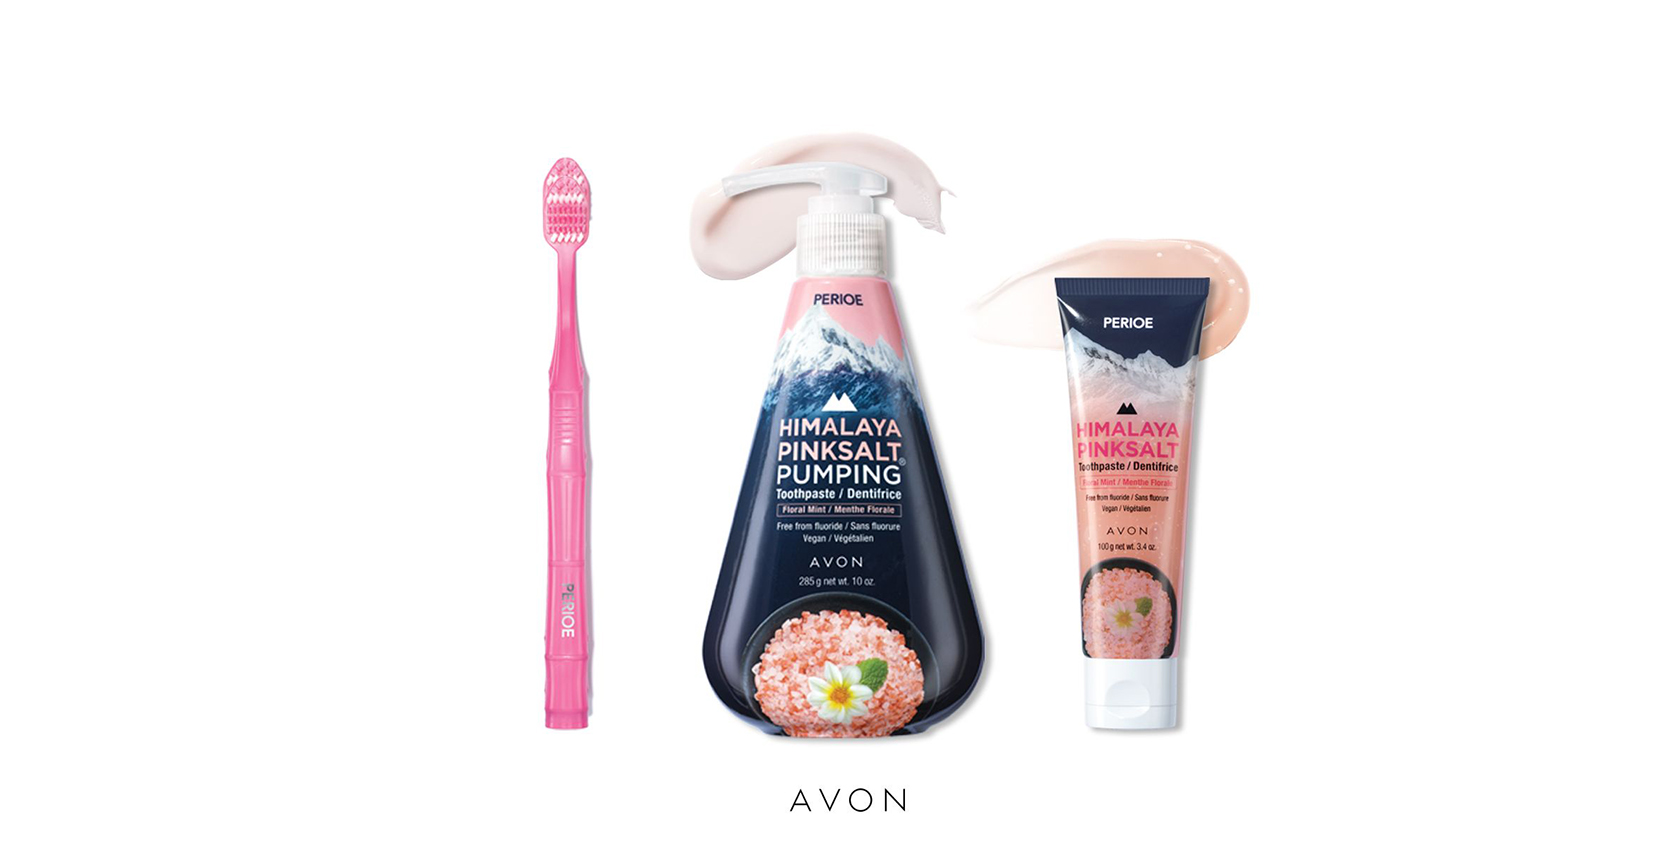 PERIOE
PERIOE
HIMALAYA
PINKSALT
PUMPING®
Toothpaste / Dentifrice
Floral Mint / Menthe Florale
Free from fluoride / Sans fluorure
Vegan / Végétalien
AVON
285 g net wt. 10 oz.
PERIOE
HIMALAYA
PINKSALT
Toothpaste / Dentifrice
Floral Mint / Menthe Florale
Free from fluoride / Sans fluorure
Vegan / Végétalien
AVON
100 g net wt. 3.4 oz.
AVON